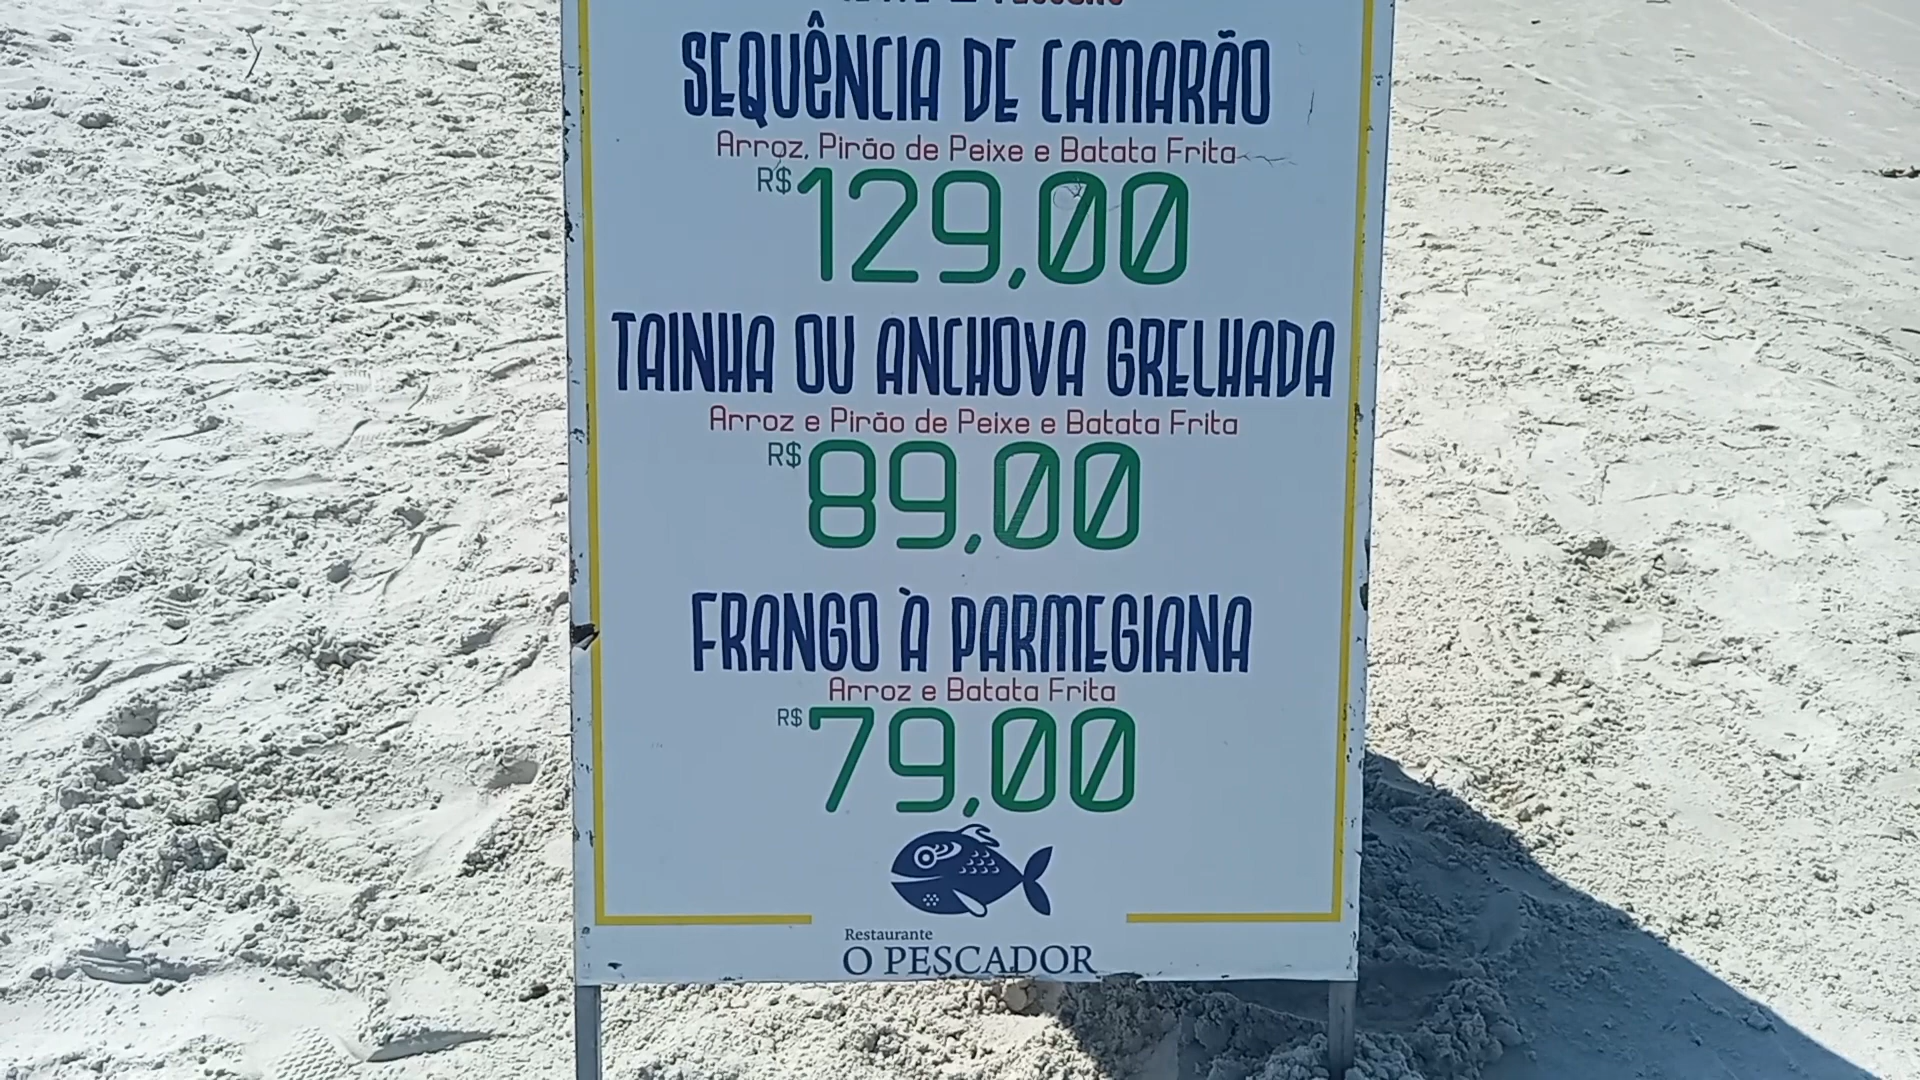 SEQUÊNCIA DE CAMARÃO
Arroz, Pirão de Peixe e Batata Frita
R$ 129,00
TAINHA OU ANCHOVA GRELHADA
Arroz e Pirão de Peixe e Batata Frita
R$ 89,00
FRANGO À PARMEGIANA
Arroz e Batata Frita
R$ 79,00
Restaurante
O PESCADOR